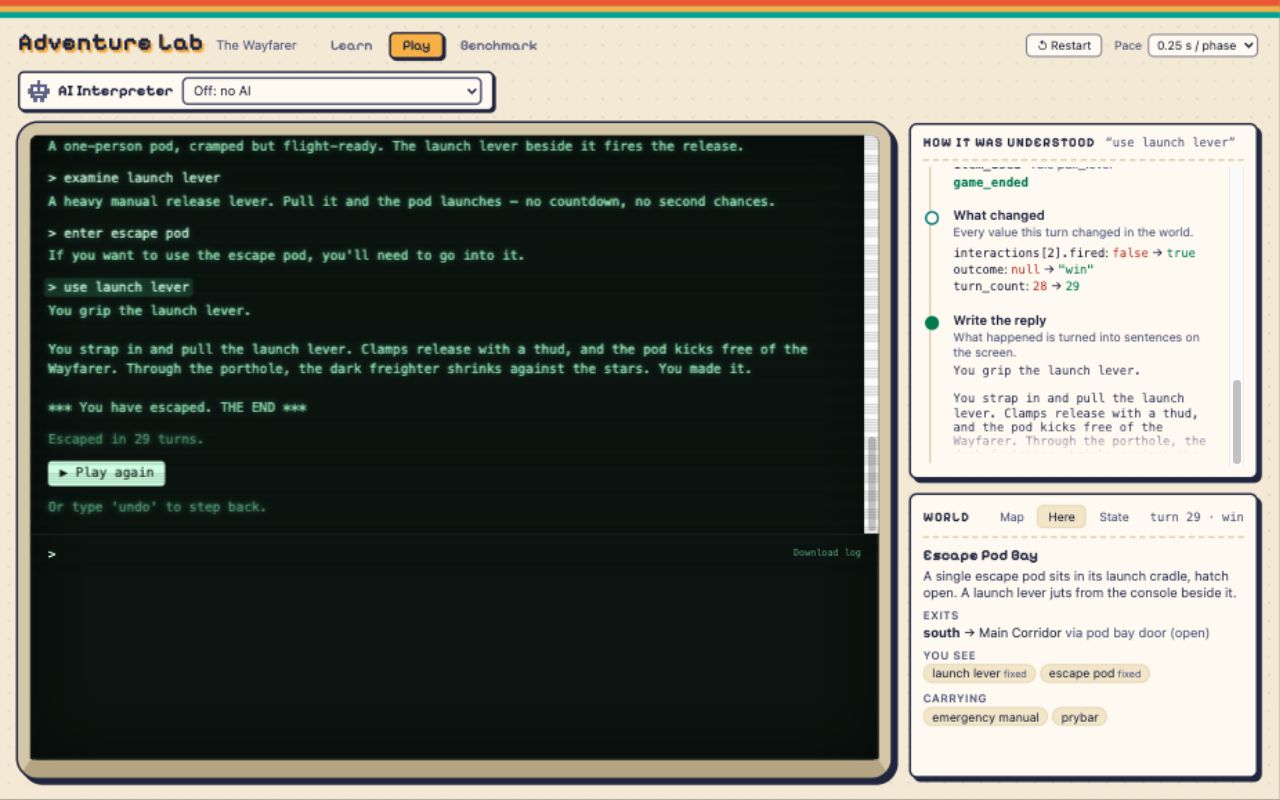 Adventure Lab The Wayfarer Learn Play Benchmark
Restart Pace 0.25 s / phase
AI Interpreter Off: no AI
A one-person pod, cramped but flight-ready. The launch lever beside it fires the release.
> examine launch lever
A heavy manual release lever. Pull it and the pod launches — no countdown, no second chances.
> enter escape pod
If you want to use the escape pod, you'll need to go into it.
> use launch lever
You grip the launch lever.
You strap in and pull the launch lever. Clamps release with a thud, and the pod kicks free of the
Wayfarer. Through the porthole, the dark freighter shrinks against the stars. You made it.
*** You have escaped. THE END ***
Escaped in 29 turns.
▶ Play again
Or type 'undo' to step back.
>
Download log
HOW IT WAS UNDERSTOOD "use launch lever"
game_ended
What changed
Every value this turn changed in the world.
interactions[2].fired: false → true
outcome: null → "win"
turn_count: 28 → 29
Write the reply
What happened is turned into sentences on
the screen.
You grip the launch lever.
You strap in and pull the launch
lever. Clamps release with a thud,
and the pod kicks free of the
Wayfarer. Through the porthole, the
WORLD Map Here State turn 29 · win
Escape Pod Bay
A single escape pod sits in its launch cradle, hatch
open. A launch lever juts from the console beside it.
EXITS
south → Main Corridor via pod bay door (open)
YOU SEE
launch lever fixed escape pod fixed
CARRYING
emergency manual prybar